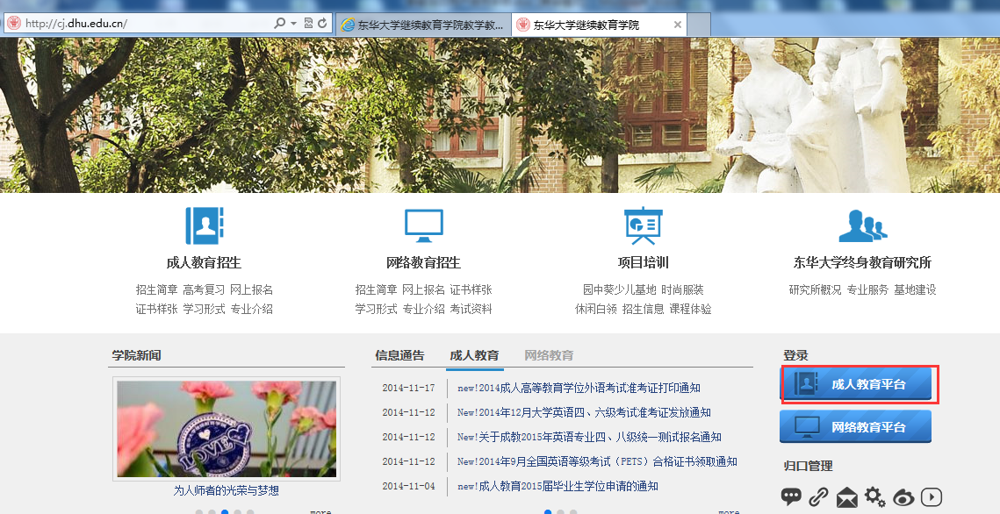 http://cj.dhu.edu.cn/
东华大学继续教育学院教学教...
东华大学继续教育学院
成人教育招生
招生简章 高考复习 网上报名
证书样张 学习形式 专业介绍
网络教育招生
招生简章 网上报名 证书样张
学习形式 专业介绍 考试资料
项目培训
园中葵少儿基地 时尚服装
休闲白领 招生信息 课程体验
东华大学终身教育研究所
研究所概况 专业服务 基地建设
学院新闻
LOVE
为人师者的光荣与梦想
more
信息通告 成人教育 网络教育
2014-11-17 new!2014成人高等教育学位外语考试准考证打印通知
2014-11-12 New!2014年12月大学英语四、六级考试准考证发放通知
2014-11-12 New!关于成教2015年英语专业四、八级统一测试报名通知
2014-11-12 New!2014年9月全国英语等级考试（PETS）合格证书领取通知
2014-11-04 new!成人教育2015届毕业生学位申请的通知
more
登录
成人教育平台
网络教育平台
归口管理